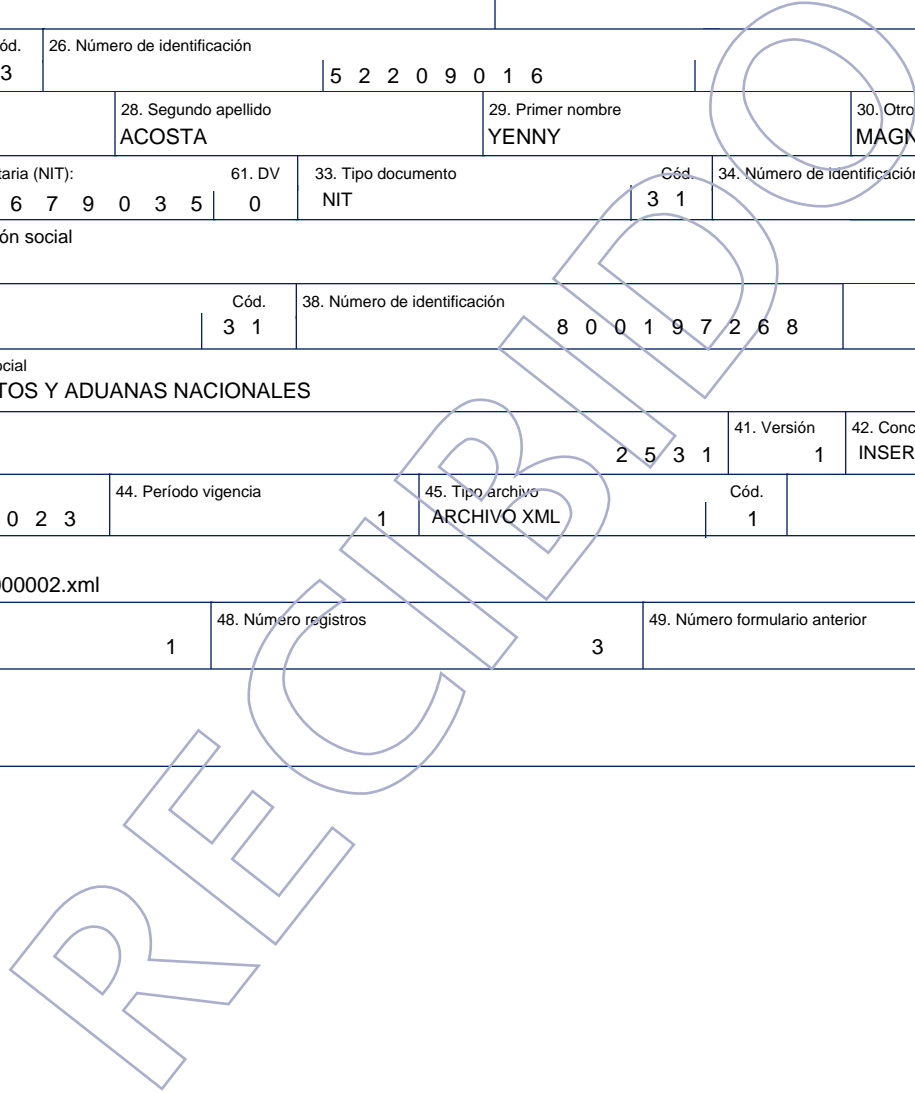 ód. 26. Número de identificación
3 5 2 2 0 9 0 1 6
28. Segundo apellido 29. Primer nombre 30. Otro
ACOSTA YENNY MAGN
taria (NIT): 61. DV 33. Tipo documento Cód. 34. Número de identificación
6 7 9 0 3 5 0 NIT 3 1
ón social
Cód. 38. Número de identificación
3 1 8 0 0 1 9 7 2 6 8
ocial
TOS Y ADUANAS NACIONALES
41. Versión 42. Conc
2 5 3 1 1 INSER
44. Período vigencia 45. Tipo archivo Cód.
0 2 3 1 ARCHIVO XML 1
000002.xml
48. Número registros 49. Número formulario anterior
1 3
RECIBIDO